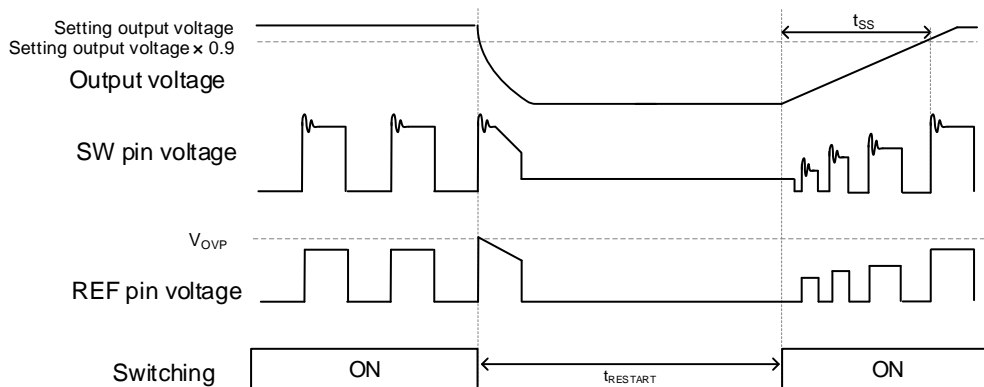 Setting output voltage
Setting output voltage × 0.9
tSS
Output voltage
SW pin voltage
VOVP
REF pin voltage
Switching
ON
tRESTART
ON